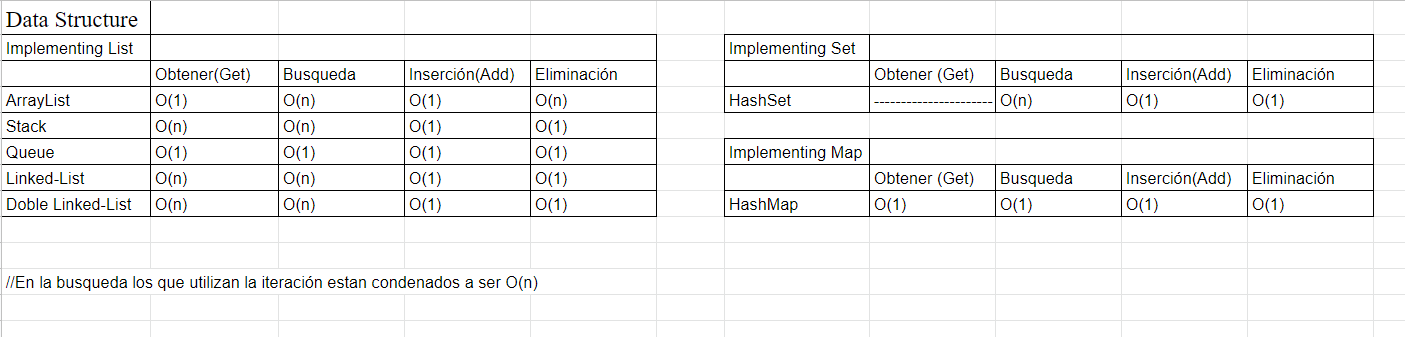 Data Structure
Implementing List
Obtener(Get) Busqueda Inserción(Add) Eliminación
ArrayList O(1) O(n) O(1) O(n)
Stack O(n) O(n) O(1) O(1)
Queue O(1) O(1) O(1) O(1)
Linked-List O(n) O(n) O(1) O(1)
Doble Linked-List O(n) O(n) O(1) O(1)
Implementing Set
Obtener (Get) Busqueda Inserción(Add) Eliminación
HashSet ---------------------- O(n) O(1) O(1)
Implementing Map
Obtener (Get) Busqueda Inserción(Add) Eliminación
HashMap O(1) O(1) O(1) O(1)
//En la busqueda los que utilizan la iteración estan condenados a ser O(n)